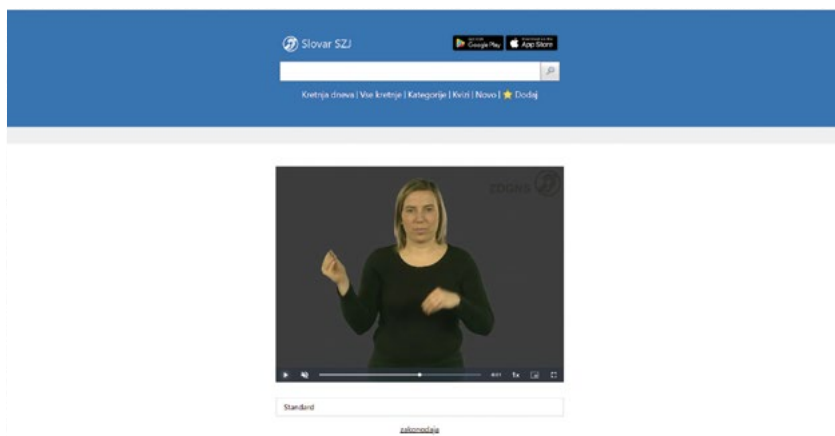 Slovar SZJ
Google Play
App Store
Kretnja dneva | Vse kretnje | Kategorije | Kvizi | Novo | ⭐ Dodaj
ZDGNS
1x
Standard
zakonodaja